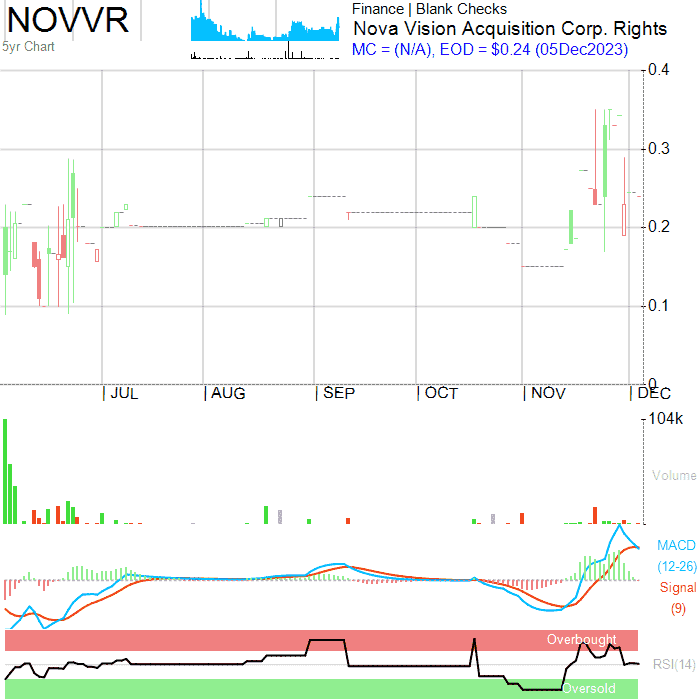 NOVVR
5yr Chart
Finance | Blank Checks
Nova Vision Acquisition Corp. Rights
MC = (N/A), EOD = $0.24 (05Dec2023)
0.4
0.3
0.2
0.1
0
| JUL | AUG | SEP | OCT | NOV | DEC
104k
Volume
MACD
(12-26)
Signal
(9)
Overbought
RSI(14)
Oversold